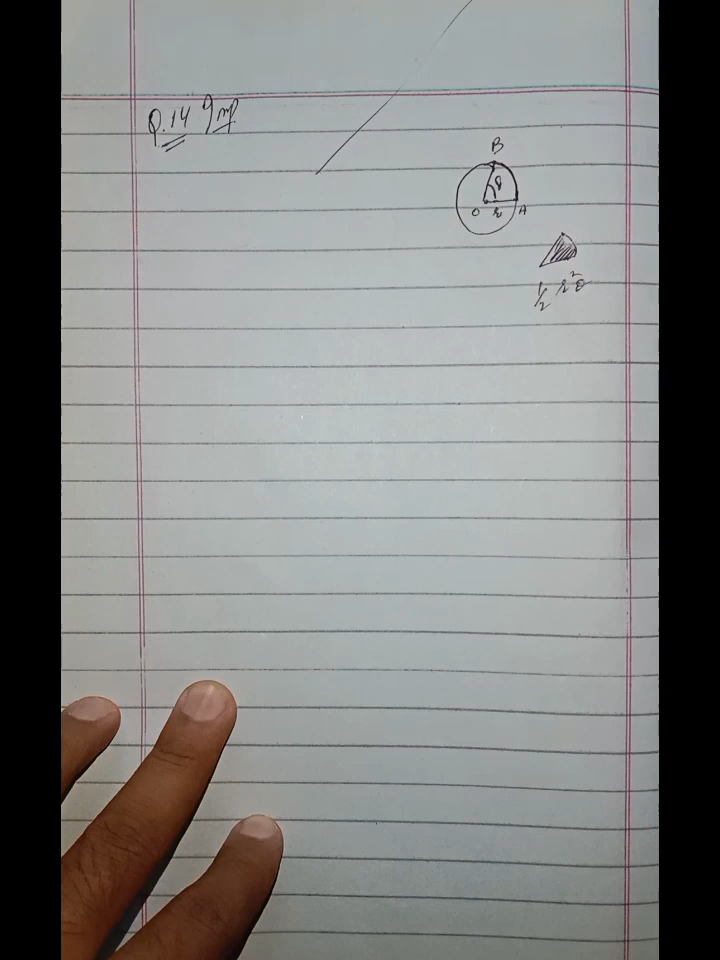 Q.14 Imp
B
θ
O r A
1/2 r²θ